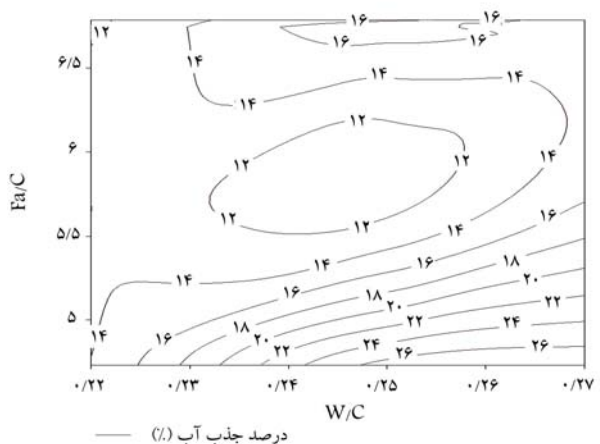 ۱۶ ۱۶
۱۲ ۱۶ ۱۶
۶/۵ ۱۴ ۱۴ ۱۴
۱۴
۱۲
۶ ۱۲ ۱۲ ۱۴
Fa/C
۱۲ ۱۲ ۱۶
۵/۵ ۱۴
۱۴ ۱۶ ۱۸
۱۴ ۱۶ ۱۸ ۲۰
۵ ۲۰ ۲۲
۱۴ ۱۶ ۱۸ ۲۲ ۲۴
۲۰ ۲۲ ۲۴ ۲۶
۰/۲۲ ۰/۲۳ ۰/۲۴ ۰/۲۵ ۰/۲۶ ۰/۲۷
W/C
درصد جذب آب (٪)